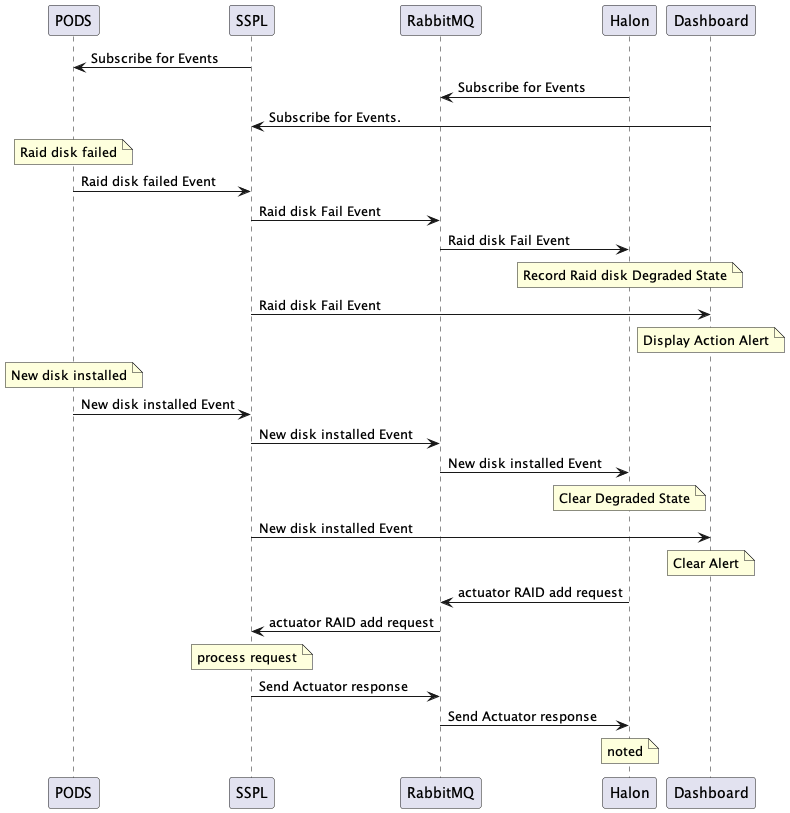 PODS SSPL RabbitMQ Halon Dashboard
Subscribe for Events
Subscribe for Events
Subscribe for Events.
Raid disk failed
Raid disk failed Event
Raid disk Fail Event
Raid disk Fail Event
Record Raid disk Degraded State
Raid disk Fail Event
Display Action Alert
New disk installed
New disk installed Event
New disk installed Event
New disk installed Event
Clear Degraded State
New disk installed Event
Clear Alert
actuator RAID add request
actuator RAID add request
process request
Send Actuator response
Send Actuator response
noted
PODS SSPL RabbitMQ Halon Dashboard